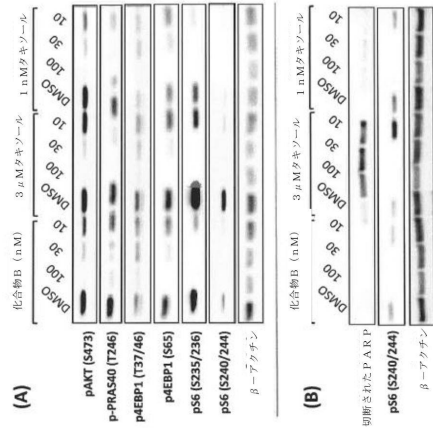 (A)
化合物B (nM)
3 μMタキソール
1 nMタキソール
DMSO 100 30 10 DMSO 100 30 10 DMSO 100 30 10
pAKT (S473)
p-PRAS40 (T246)
p4EBP1 (T37/46)
p4EBP1 (S65)
pS6 (S235/236)
pS6 (S240/244)
β-アクチン
(B)
化合物B (nM)
3 μMタキソール
1 nMタキソール
DMSO 100 30 10 DMSO 100 30 10 DMSO 100 30 10
切断されたPARP
pS6 (S240/244)
β-アクチン